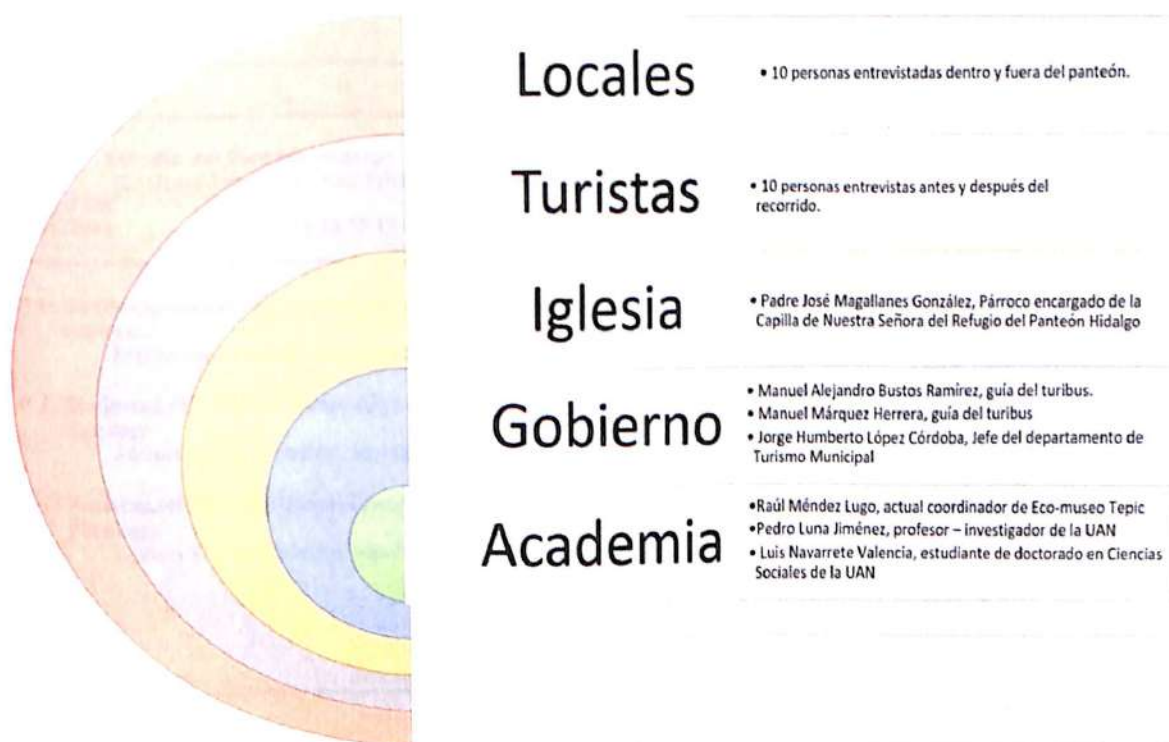 Locales
• 10 personas entrevistadas dentro y fuera del panteón.
Turistas
• 10 personas entrevistas antes y después del
recorrido.
Iglesia
• Padre José Magallanes González, Párroco encargado de la
Capilla de Nuestra Señora del Refugio del Panteón Hidalgo
Gobierno
• Manuel Alejandro Bustos Ramírez, guía del turibus.
• Manuel Márquez Herrera, guía del turibus
• Jorge Humberto López Córdoba, Jefe del departamento de
Turismo Municipal
Academia
•Raúl Méndez Lugo, actual coordinador de Eco-museo Tepic
•Pedro Luna Jiménez, profesor – investigador de la UAN
• Luis Navarrete Valencia, estudiante de doctorado en Ciencias
Sociales de la UAN